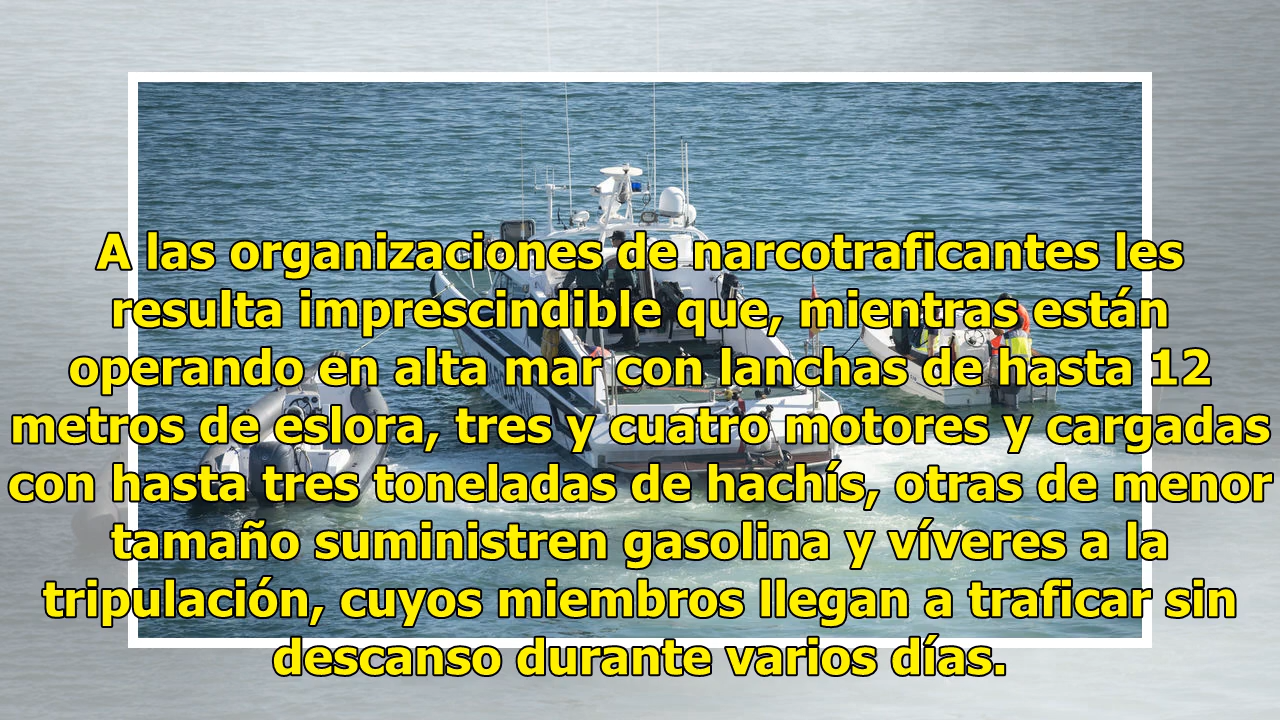 A las organizaciones de narcotraficantes les
resulta imprescindible que, mientras están
operando en alta mar con lanchas de hasta 12
metros de eslora, tres y cuatro motores y cargadas
con hasta tres toneladas de hachís, otras de menor
tamaño suministren gasolina y víveres a la
tripulación, cuyos miembros llegan a traficar sin
descanso durante varios días.